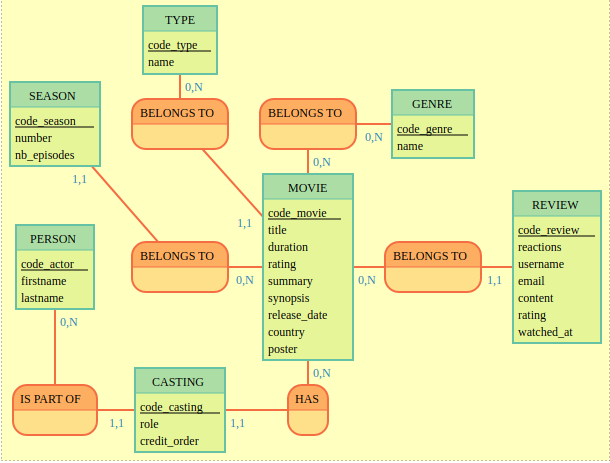 TYPE
code_type
name
0,N
BELONGS TO
1,1
SEASON
code_season
number
nb_episodes
1,1
BELONGS TO
0,N
BELONGS TO
0,N
0,N
GENRE
code_genre
name
MOVIE
code_movie
title
duration
rating
summary
synopsis
release_date
country
poster
0,N
BELONGS TO
1,1
REVIEW
code_review
reactions
username
email
content
rating
watched_at
PERSON
code_actor
firstname
lastname
0,N
IS PART OF
1,1
CASTING
code_casting
role
credit_order
1,1
HAS
0,N